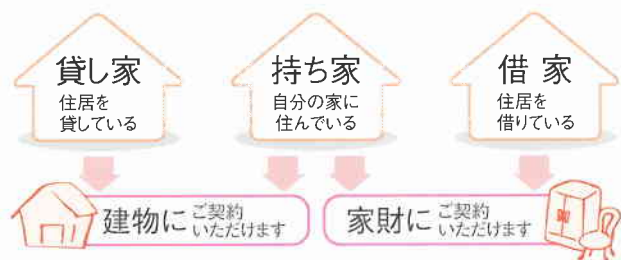 貸し家
住居を
貸している
持ち家
自分の家に
住んでいる
借家
住居を
借りている
建物に ご契約
いただけます
家財に ご契約
いただけます